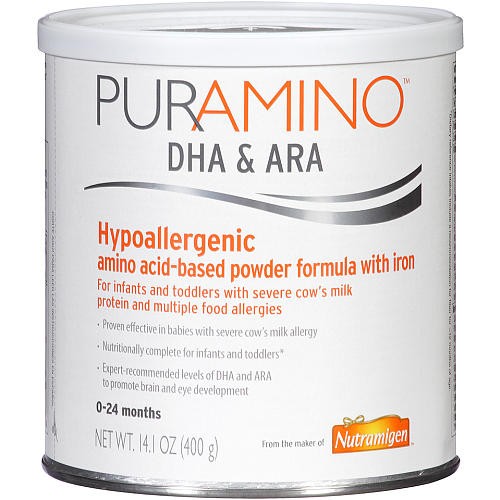 PURAMINO™
DHA & ARA
Hypoallergenic
amino acid-based powder formula with iron
For infants and toddlers with severe cow's milk
protein and multiple food allergies
• Proven effective in babies with severe cow's milk allergy
• Nutritionally complete for infants and toddlers*
• Expert-recommended levels of DHA and ARA
to promote brain and eye development
0-24 months
NET WT. 14.1 OZ (400 g)
From the maker of
Nutramigen